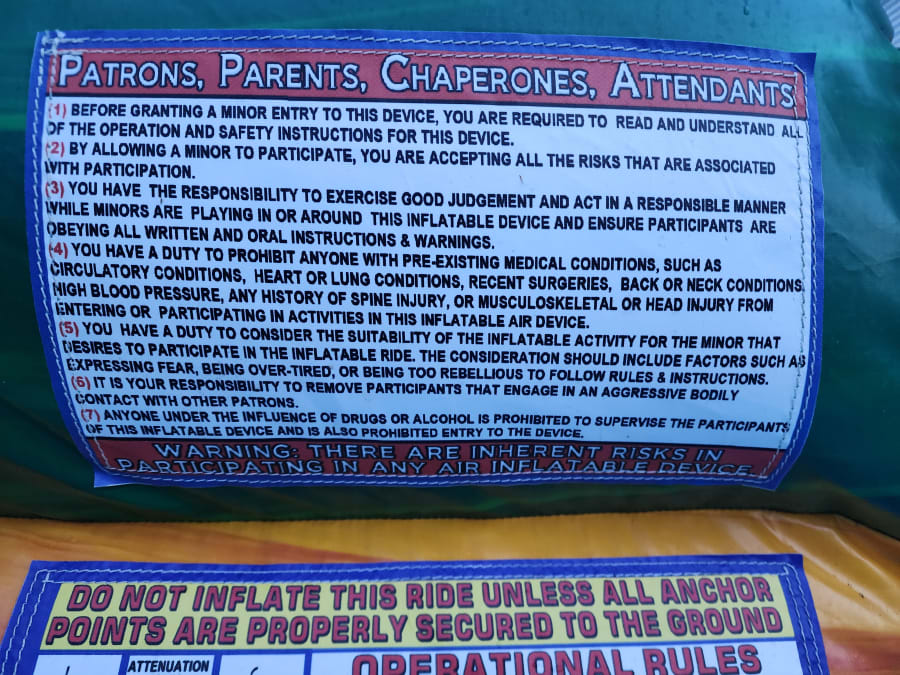 PATRONS, PARENTS, CHAPERONES, ATTENDANTS
(1) BEFORE GRANTING A MINOR ENTRY TO THIS DEVICE, YOU ARE REQUIRED TO READ AND UNDERSTAND ALL
OF THE OPERATION AND SAFETY INSTRUCTIONS FOR THIS DEVICE.
(2) BY ALLOWING A MINOR TO PARTICIPATE, YOU ARE ACCEPTING ALL THE RISKS THAT ARE ASSOCIATED
WITH PARTICIPATION.
(3) YOU HAVE THE RESPONSIBILITY TO EXERCISE GOOD JUDGEMENT AND ACT IN A RESPONSIBLE MANNER
WHILE MINORS ARE PLAYING IN OR AROUND THIS INFLATABLE DEVICE AND ENSURE PARTICIPANTS ARE
OBEYING ALL WRITTEN AND ORAL INSTRUCTIONS & WARNINGS.
(4) YOU HAVE A DUTY TO PROHIBIT ANYONE WITH PRE-EXISTING MEDICAL CONDITIONS, SUCH AS
CIRCULATORY CONDITIONS, HEART OR LUNG CONDITIONS, RECENT SURGERIES, BACK OR NECK CONDITIONS,
HIGH BLOOD PRESSURE, ANY HISTORY OF SPINE INJURY, OR MUSCULOSKELETAL OR HEAD INJURY FROM
ENTERING OR PARTICIPATING IN ACTIVITIES IN THIS INFLATABLE AIR DEVICE.
(5) YOU HAVE A DUTY TO CONSIDER THE SUITABILITY OF THE INFLATABLE ACTIVITY FOR THE MINOR THAT
DESIRES TO PARTICIPATE IN THE INFLATABLE RIDE. THE CONSIDERATION SHOULD INCLUDE FACTORS SUCH AS
EXPRESSING FEAR, BEING OVER-TIRED, OR BEING TOO REBELLIOUS TO FOLLOW RULES & INSTRUCTIONS.
(6) IT IS YOUR RESPONSIBILITY TO REMOVE PARTICIPANTS THAT ENGAGE IN AN AGGRESSIVE BODILY
CONTACT WITH OTHER PATRONS.
(7) ANYONE UNDER THE INFLUENCE OF DRUGS OR ALCOHOL IS PROHIBITED TO SUPERVISE THE PARTICIPANTS
OF THIS INFLATABLE DEVICE AND IS ALSO PROHIBITED ENTRY TO THE DEVICE.
WARNING: THERE ARE INHERENT RISKS IN
PARTICIPATING IN ANY AIR INFLATABLE DEVICE
DO NOT INFLATE THIS RIDE UNLESS ALL ANCHOR
POINTS ARE PROPERLY SECURED TO THE GROUND
ATTENUATION
OPERATIONAL RULES